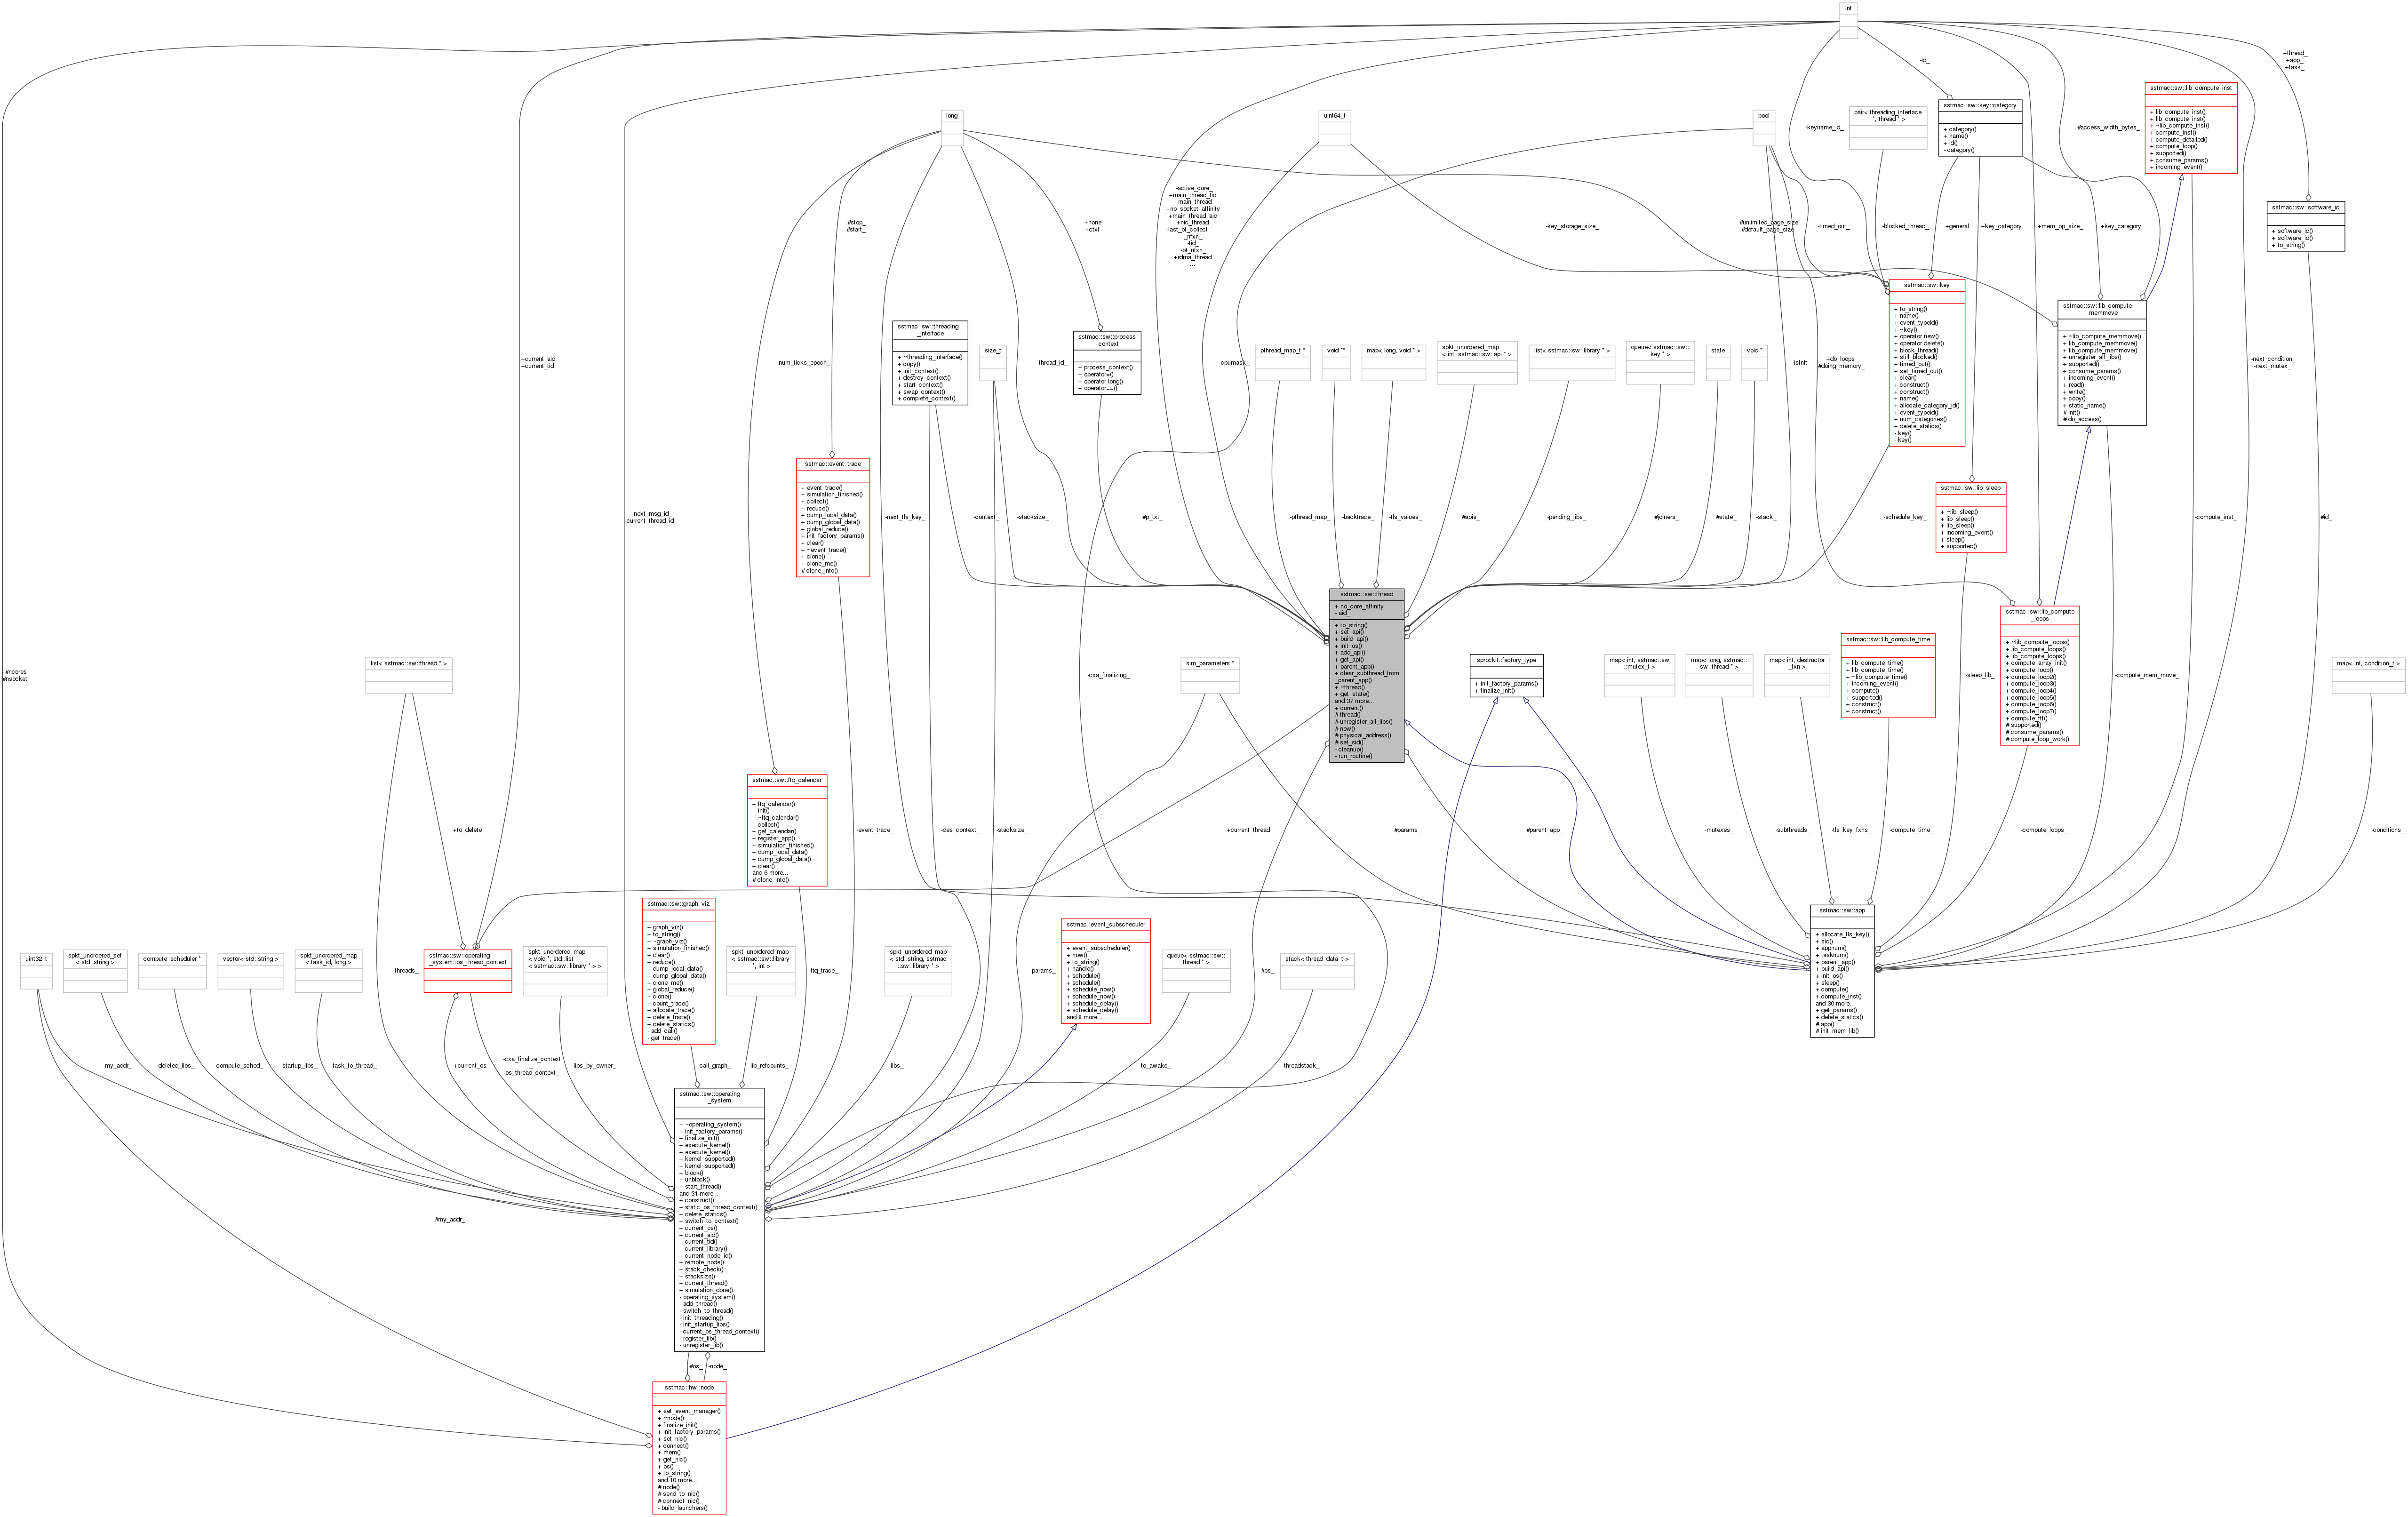 int
-id_
+thread_
+app_
+task_
#access_width_bytes_
sstmac::sw::lib_compute_inst
+ lib_compute_inst()
+ lib_compute_inst()
+ ~lib_compute_inst()
+ compute_inst()
+ compute_detailed()
+ compute_loop()
+ supported()
+ consume_params()
+ incoming_event()
long
uint64_t
bool
-keyname_id_
pair< threading_interface
*, thread * >
sstmac::sw::key::category
+ category()
+ name()
+ id()
- category()
-active_core_
+main_thread_tid
+main_thread
+no_socket_affinity
+main_thread_aid
+nic_thread
-last_bt_collect
_nfxn_
-tid_
-bt_nfxn_
+rdma_thread
...
#stop_
#start_
+none
+ctxt
-key_storage_size_
#unlimited_page_size
#default_page_size
-timed_out_
-blocked_thread_
+general
+key_category
+mem_op_size_
+key_category
sstmac::sw::software_id
+ software_id()
+ software_id()
+ to_string()
sstmac::sw::key
+ to_string()
+ name()
+ event_typeid()
+ ~key()
+ operator new()
+ operator delete()
+ block_thread()
+ still_blocked()
+ timed_out()
+ set_timed_out()
+ clear()
+ construct()
+ construct()
+ name()
+ allocate_category_id()
+ event_typeid()
+ num_categories()
+ delete_statics()
- key()
- key()
sstmac::sw::lib_compute
_memmove
+ ~lib_compute_memmove()
+ lib_compute_memmove()
+ lib_compute_memmove()
+ unregister_all_libs()
+ supported()
+ consume_params()
+ incoming_event()
+ read()
+ write()
+ copy()
+ static_name()
# init()
# do_access()
+current_aid
+current_tid
-num_ticks_epoch_
sstmac::sw::threading
_interface
+ ~threading_interface()
+ copy()
+ init_context()
+ destroy_context()
+ start_context()
+ swap_context()
+ complete_context()
size_t
-thread_id_
sstmac::sw::process
_context
+ process_context()
+ operator=()
+ operator long()
+ operator==()
-cpumask_
pthread_map_t *
void **
map< long, void * >
spkt_unordered_map
< int, sstmac::sw::api * >
list< sstmac::sw::library * >
queue< sstmac::sw::
key * >
state
void *
-isInit
+do_loops_
#doing_memory_
-next_condition_
-next_mutex_
sstmac::event_trace
+ event_trace()
+ simulation_finished()
+ collect()
+ reduce()
+ dump_local_data()
+ dump_global_data()
+ global_reduce()
+ init_factory_params()
+ clear()
+ ~event_trace()
+ clone()
+ clone_me()
# clone_into()
-next_msg_id_
-current_thread_id_
-next_tls_key_
-context_
-stacksize_
#p_txt_
-pthread_map_
-backtrace_
-tls_values_
#apis_
-pending_libs_
#joiners_
#state_
-stack_
-schedule_key_
sstmac::sw::lib_sleep
+ ~lib_sleep()
+ lib_sleep()
+ lib_sleep()
+ incoming_event()
+ sleep()
+ supported()
-compute_inst_
#id_
#ncores_
#nsocket_
list< sstmac::sw::thread * >
-cxa_finalizing_
sim_parameters *
sprockit::factory_type
+ init_factory_params()
+ finalize_init()
sstmac::sw::thread
+ no_core_affinity
- aid_
+ to_string()
+ set_api()
+ build_api()
+ init_os()
+ add_api()
+ get_api()
+ parent_app()
+ clear_subthread_from
_parent_app()
+ ~thread()
+ get_state()
and 37 more...
+ current()
# thread()
# unregister_all_libs()
# now()
# physical_address()
# set_sid()
- cleanup()
- run_routine()
map< int, sstmac::sw
::mutex_t >
map< long, sstmac::
sw::thread * >
map< int, destructor
_fxn >
sstmac::sw::lib_compute_time
+ lib_compute_time()
+ lib_compute_time()
+ ~lib_compute_time()
+ incoming_event()
+ compute()
+ supported()
+ construct()
+ construct()
-sleep_lib_
sstmac::sw::lib_compute
_loops
+ ~lib_compute_loops()
+ lib_compute_loops()
+ lib_compute_loops()
+ compute_array_init()
+ compute_loop()
+ compute_loop2()
+ compute_loop3()
+ compute_loop4()
+ compute_loop5()
+ compute_loop6()
+ compute_loop7()
+ compute_fft()
# supported()
# consume_params()
# compute_loop_work()
-compute_mem_move_
map< int, condition_t >
sstmac::sw::ftq_calendar
+ ftq_calendar()
+ init()
+ ~ftq_calendar()
+ collect()
+ get_calendar()
+ register_app()
+ simulation_finished()
+ dump_local_data()
+ dump_global_data()
+ clear()
and 6 more...
# clone_into()
+to_delete
-event_trace_
-des_context_
-stacksize_
+current_thread
#params_
#parent_app_
-mutexes_
-subthreads_
-tls_key_fxns_
-compute_time_
-compute_loops_
-conditions_
uint32_t
spkt_unordered_set
< std::string >
compute_scheduler *
vector< std::string >
spkt_unordered_map
< task_id, long >
-threads_
sstmac::sw::operating
_system::os_thread_context
spkt_unordered_map
< void *, std::list
< sstmac::sw::library * > >
sstmac::sw::graph_viz
+ graph_viz()
+ to_string()
+ ~graph_viz()
+ simulation_finished()
+ clear()
+ reduce()
+ dump_local_data()
+ dump_global_data()
+ clone_me()
+ global_reduce()
+ clone()
+ count_trace()
+ allocate_trace()
+ delete_trace()
+ delete_statics()
- add_call()
- get_trace()
spkt_unordered_map
< sstmac::sw::library
*, int >
-ftq_trace_
spkt_unordered_map
< std::string, sstmac
::sw::library * >
-params_
sstmac::event_subscheduler
+ event_subscheduler()
+ now()
+ to_string()
+ handle()
+ schedule()
+ schedule()
+ schedule_now()
+ schedule_now()
+ schedule_delay()
+ schedule_delay()
and 8 more...
queue< sstmac::sw::
thread * >
#os_
stack< thread_data_t >
sstmac::sw::app
+ allocate_tls_key()
+ sid()
+ appnum()
+ tasknum()
+ parent_app()
+ build_api()
+ init_os()
+ sleep()
+ compute()
+ compute_inst()
and 30 more...
+ get_params()
+ delete_statics()
# app()
# init_mem_lib()
-my_addr_
-deleted_libs_
-compute_sched_
-startup_libs_
-task_to_thread_
+current_os
-cxa_finalize_context
_
-os_thread_context_
-libs_by_owner_
-call_graph_
-lib_refcounts_
-libs_
-to_awake_
-threadstack_
sstmac::sw::operating
_system
+ ~operating_system()
+ init_factory_params()
+ finalize_init()
+ execute_kernel()
+ execute_kernel()
+ kernel_supported()
+ kernel_supported()
+ block()
+ unblock()
+ start_thread()
and 31 more...
+ construct()
+ static_os_thread_context()
+ delete_statics()
+ switch_to_context()
+ current_os()
+ current_aid()
+ current_tid()
+ current_library()
+ current_node_id()
+ remote_node()
+ stack_check()
+ stacksize()
+ current_thread()
+ simulation_done()
- operating_system()
- add_thread()
- switch_to_thread()
- init_threading()
- init_startup_libs()
- current_os_thread_context()
- register_lib()
- unregister_lib()
#my_addr_
#os_
-node_
sstmac::hw::node
+ set_event_manager()
+ ~node()
+ finalize_init()
+ init_factory_params()
+ set_nic()
+ connect()
+ mem()
+ get_nic()
+ os()
+ to_string()
and 10 more...
# node()
# send_to_nic()
# connect_nic()
- build_launchers()